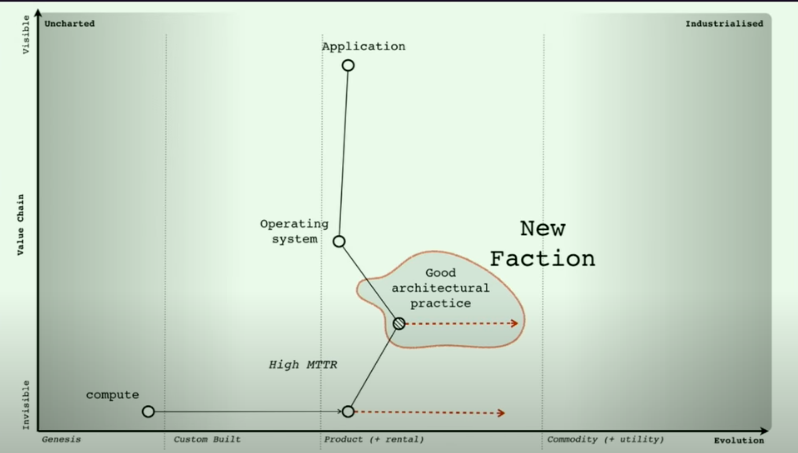 Uncharted
Industrialised
Visible
Application
Value Chain
Operating
system
New
Faction
Good
architectural
practice
High MTTR
compute
Invisible
Genesis
Custom Built
Product (+ rental)
Commodity (+ utility)
Evolution